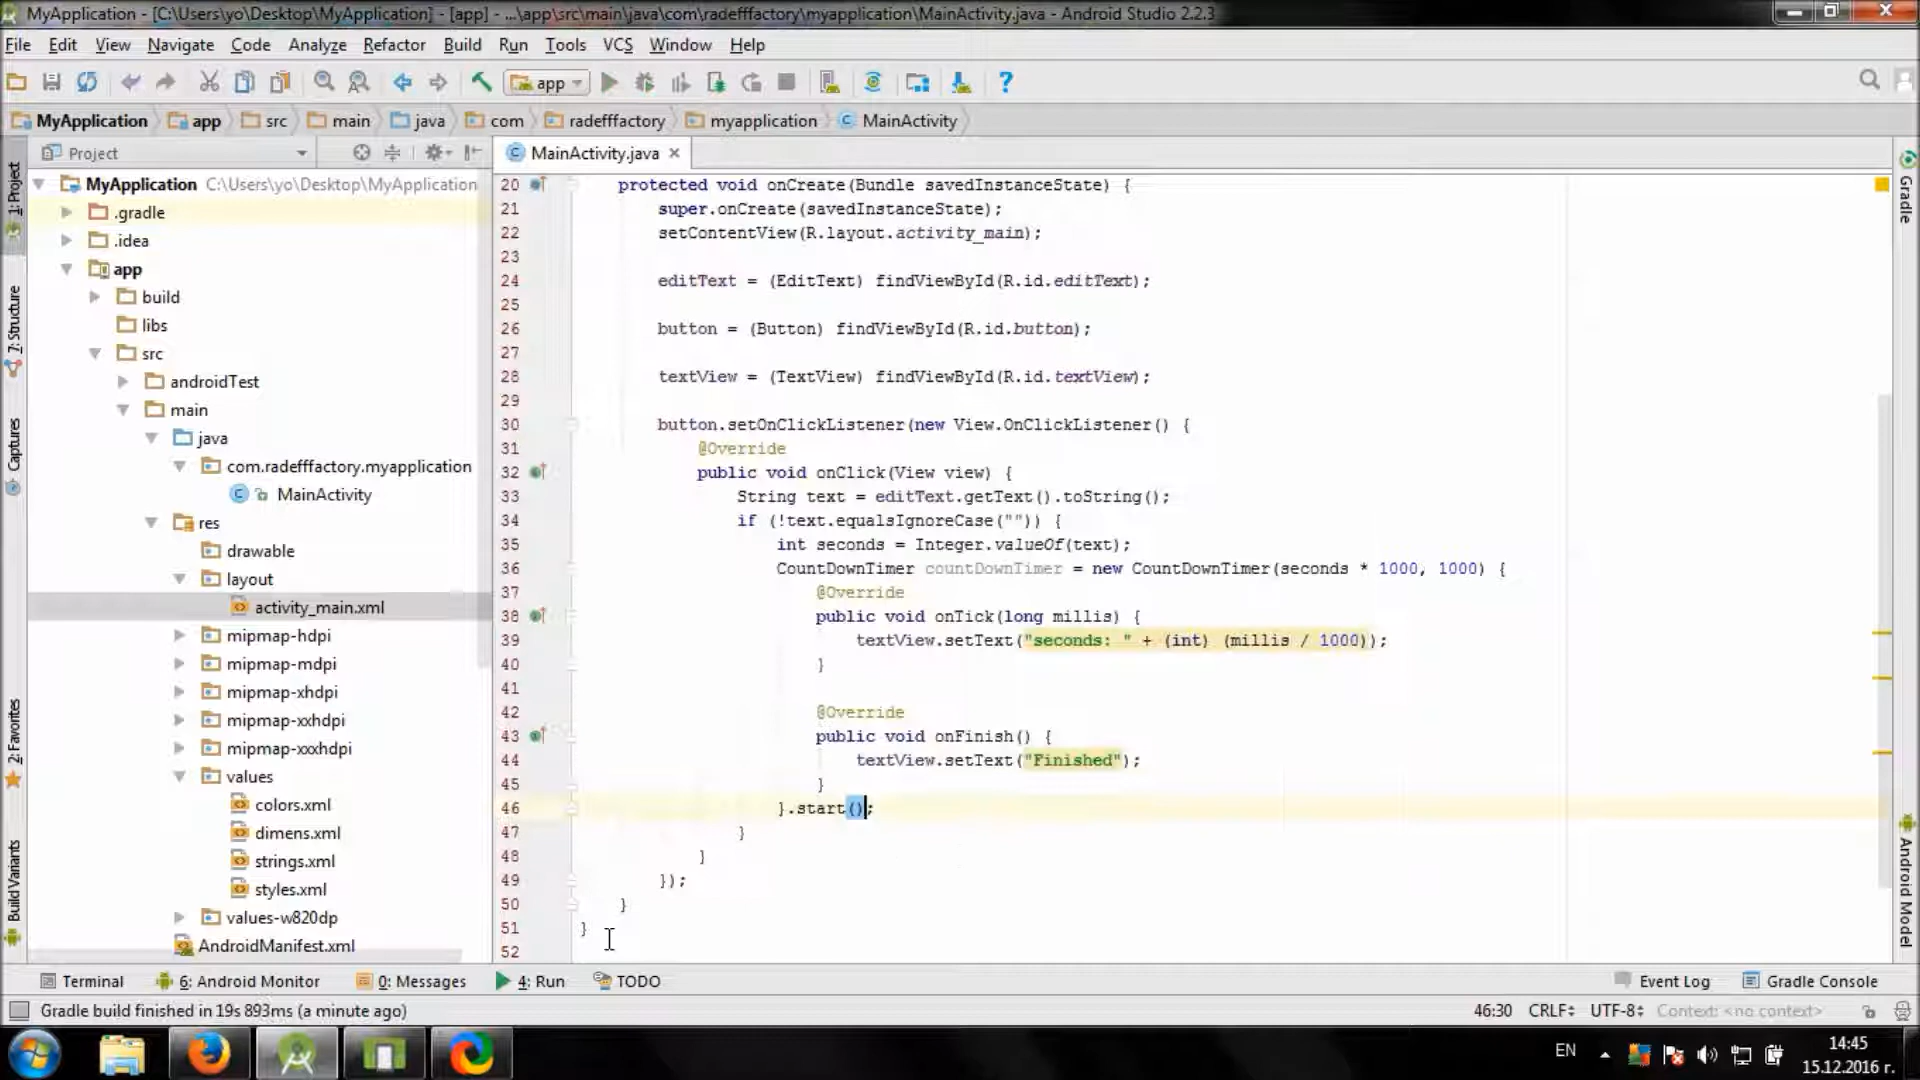 MyApplication - [C:\Users\yo\Desktop\MyApplication] - [app] - ...\app\src\main\java\com\radefffactory\myapplication\MainActivity.java - Android Studio 2.2.3
File Edit View Navigate Code Analyze Refactor Build Run Tools VCS Window Help
app
MyApplication app src main java com radefffactory myapplication MainActivity
Project
MainActivity.java
1: Project
7: Structure
Captures
2: Favorites
Build Variants
MyApplication C:\Users\yo\Desktop\MyApplication
.gradle
.idea
app
build
libs
src
androidTest
main
java
com.radefffactory.myapplication
MainActivity
res
drawable
layout
activity_main.xml
mipmap-hdpi
mipmap-mdpi
mipmap-xhdpi
mipmap-xxhdpi
mipmap-xxxhdpi
values
colors.xml
dimens.xml
strings.xml
styles.xml
values-w820dp
AndroidManifest.xml
20 protected void onCreate(Bundle savedInstanceState) {
21 super.onCreate(savedInstanceState);
22 setContentView(R.layout.activity_main);
23
24 editText = (EditText) findViewById(R.id.editText);
25
26 button = (Button) findViewById(R.id.button);
27
28 textView = (TextView) findViewById(R.id.textView);
29
30 button.setOnClickListener(new View.OnClickListener() {
31 @Override
32 public void onClick(View view) {
33 String text = editText.getText().toString();
34 if (!text.equalsIgnoreCase("")) {
35 int seconds = Integer.valueOf(text);
36 CountDownTimer countDownTimer = new CountDownTimer(seconds * 1000, 1000) {
37 @Override
38 public void onTick(long millis) {
39 textView.setText("seconds: " + (int) (millis / 1000));
40 }
41
42 @Override
43 public void onFinish() {
44 textView.setText("Finished");
45 }
46 }.start();
47 }
48 }
49 });
50 }
51 }
52
Gradle
Android Model
Terminal 6: Android Monitor 0: Messages 4: Run TODO Event Log Gradle Console
Gradle build finished in 19s 893ms (a minute ago) 46:30 CRLF UTF-8 Context: <no context>
EN
14:45
15.12.2016 г.